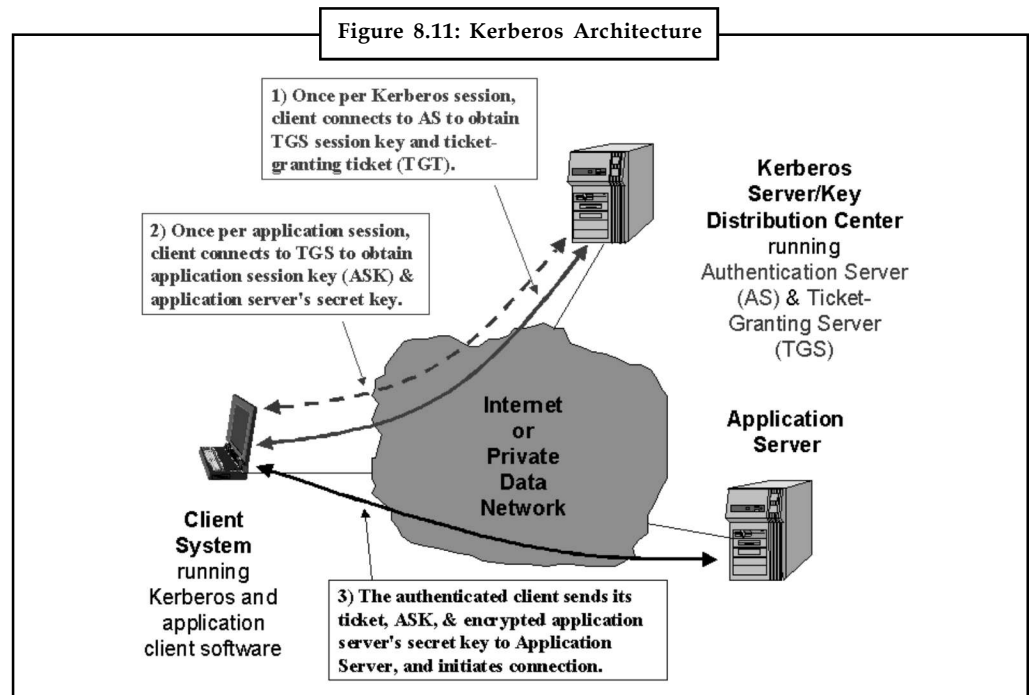 Figure 8.11: Kerberos Architecture
1) Once per Kerberos session,
client connects to AS to obtain
TGS session key and ticket-
granting ticket (TGT).
2) Once per application session,
client connects to TGS to obtain
application session key (ASK) &
application server's secret key.
Kerberos
Server/Key
Distribution Center
running
Authentication Server
(AS) & Ticket-
Granting Server
(TGS)
Internet
or
Private
Data
Network
Application
Server
Client
System
running
Kerberos and
application
client software
3) The authenticated client sends its
ticket, ASK, & encrypted application
server's secret key to Application
Server, and initiates connection.